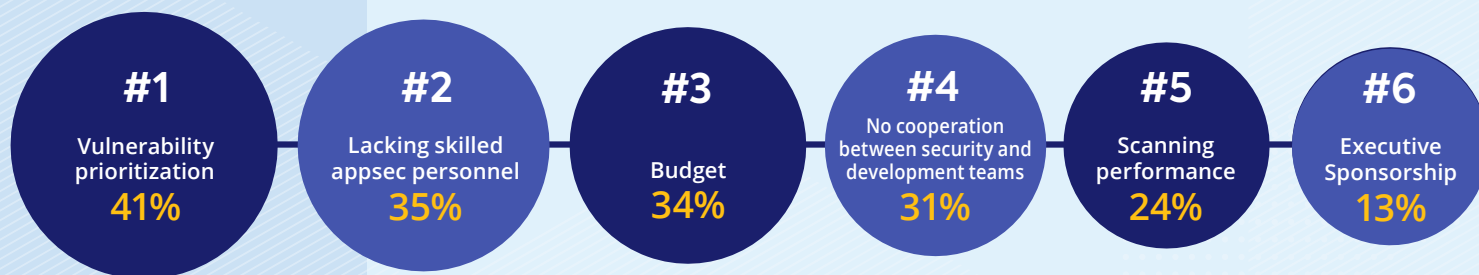 #1
Vulnerability
prioritization
41%
#2
Lacking skilled
appsec personnel
35%
#3
Budget
34%
#4
No cooperation
between security and
development teams
31%
#5
Scanning
performance
24%
#6
Executive
Sponsorship
13%